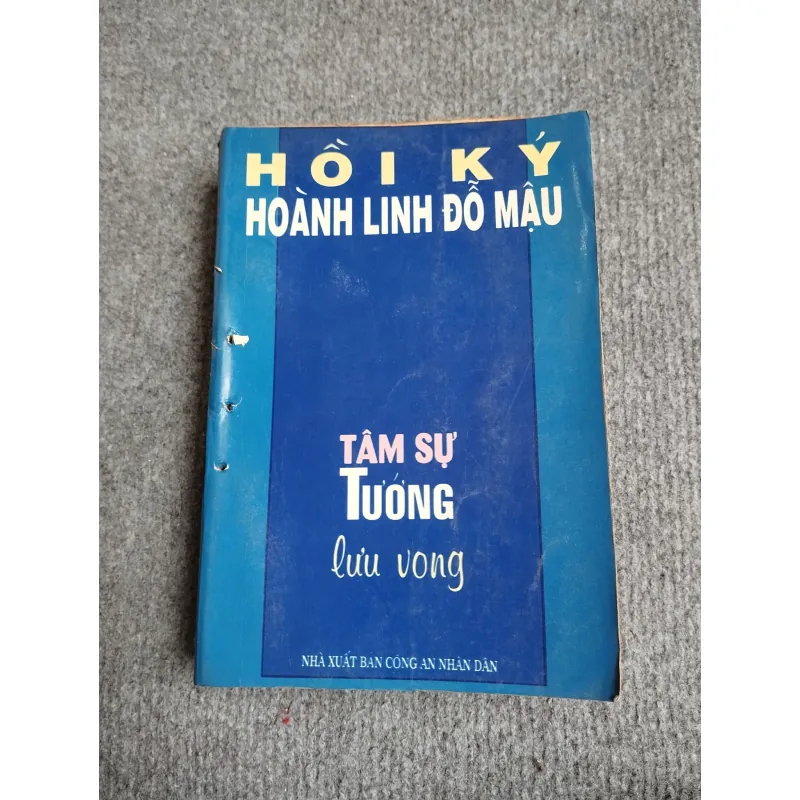 HỒI KÝ
HOÀNH LINH ĐỖ MẬU
TÂM SỰ
TƯỚNG
lưu vong
NHÀ XUẤT BẢN CÔNG AN NHÂN DÂN